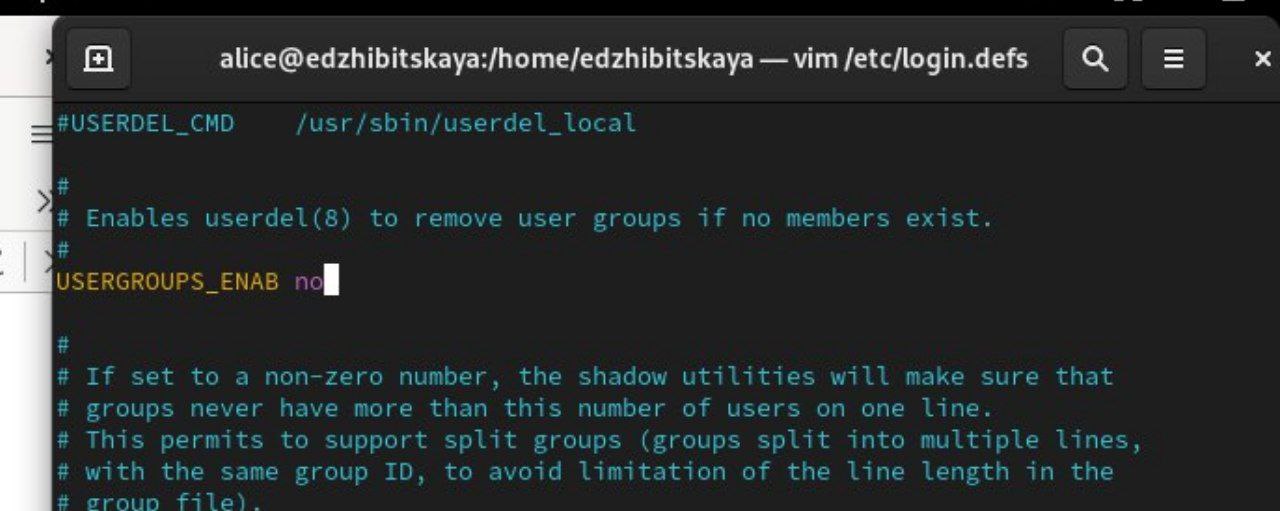 alice@edzhibitskaya:/home/edzhibitskaya — vim /etc/login.defs
#USERDEL_CMD    /usr/sbin/userdel_local
#
# Enables userdel(8) to remove user groups if no members exist.
#
USERGROUPS_ENAB no
#
# If set to a non-zero number, the shadow utilities will make sure that
# groups never have more than this number of users on one line.
# This permits to support split groups (groups split into multiple lines,
# with the same group ID, to avoid limitation of the line length in the
# group file).